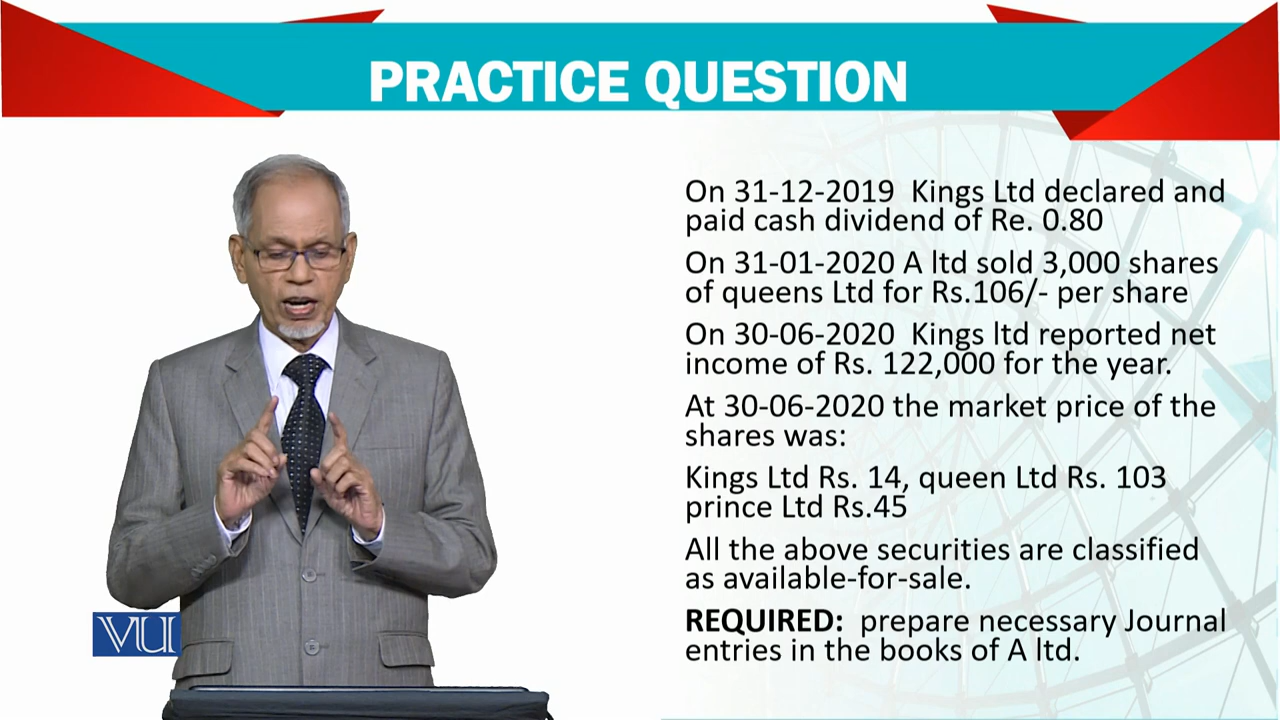 PRACTICE QUESTION
On 31-12-2019 Kings Ltd declared and
paid cash dividend of Re. 0.80
On 31-01-2020 A ltd sold 3,000 shares
of queens Ltd for Rs.106/- per share
On 30-06-2020 Kings ltd reported net
income of Rs. 122,000 for the year.
At 30-06-2020 the market price of the
shares was:
Kings Ltd Rs. 14, queen Ltd Rs. 103
prince Ltd Rs.45
All the above securities are classified
as available-for-sale.
REQUIRED: prepare necessary Journal
entries in the books of A ltd.
VU